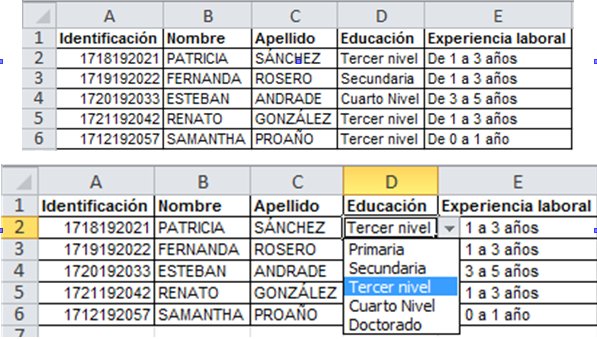 A B C D E
1 Identificación Nombre Apellido Educación Experiencia laboral
2 1718192021 PATRICIA SÁNCHEZ Tercer nivel De 1 a 3 años
3 1719192022 FERNANDA ROSERO Secundaria De 1 a 3 años
4 1720192033 ESTEBAN ANDRADE Cuarto Nivel De 3 a 5 años
5 1721192042 RENATO GONZÁLEZ Tercer nivel De 1 a 3 años
6 1712192057 SAMANTHA PROAÑO Tercer nivel De 0 a 1 año
A B C D E
1 Identificación Nombre Apellido Educación Experiencia laboral
2 1718192021 PATRICIA SÁNCHEZ Tercer nivel 1 a 3 años
3 1719192022 FERNANDA ROSERO Primaria 1 a 3 años
4 1720192033 ESTEBAN ANDRADE Secundaria 3 a 5 años
5 1721192042 RENATO GONZÁLEZ Tercer nivel 1 a 3 años
6 1712192057 SAMANTHA PROAÑO Cuarto Nivel 0 a 1 año
7 Doctorado